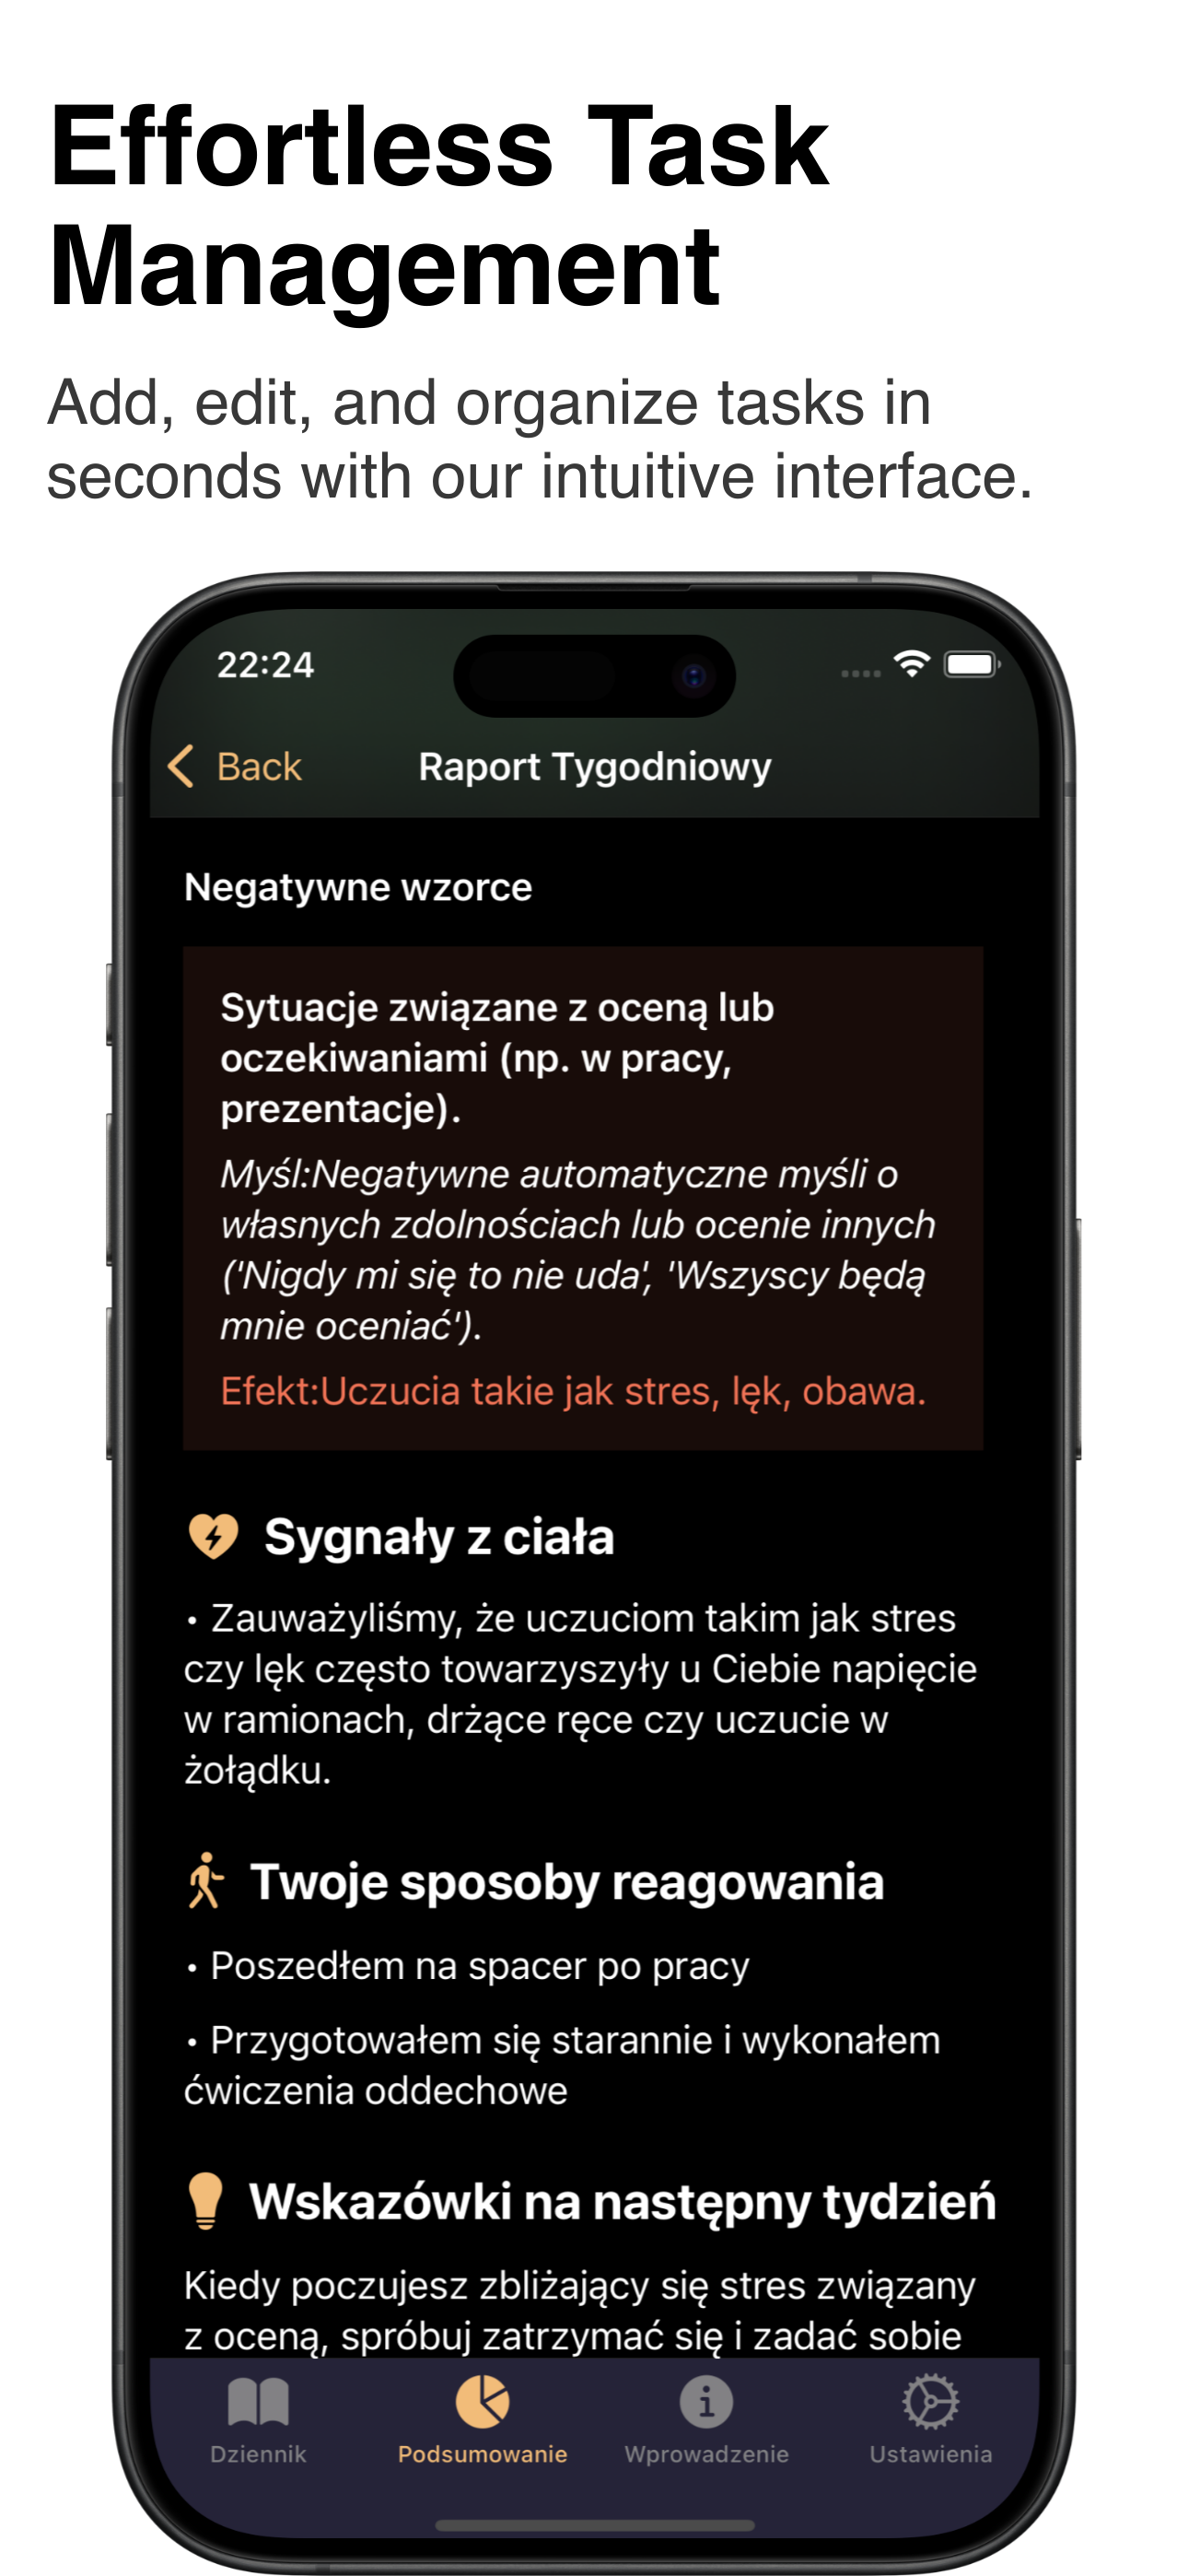 Effortless Task
Management
Add, edit, and organize tasks in
seconds with our intuitive interface.
22:24
Back
Raport Tygodniowy
Negatywne wzorce
Sytuacje związane z oceną lub
oczekiwaniami (np. w pracy,
prezentacje).
Myśl:Negatywne automatyczne myśli o
własnych zdolnościach lub ocenie innych
('Nigdy mi się to nie uda', 'Wszyscy będą
mnie oceniać').
Efekt:Uczucia takie jak stres, lęk, obawa.
Sygnały z ciała
• Zauważyliśmy, że uczuciom takim jak stres
czy lęk często towarzyszyły u Ciebie napięcie
w ramionach, drżące ręce czy uczucie w
żołądku.
Twoje sposoby reagowania
• Poszedłem na spacer po pracy
• Przygotowałem się starannie i wykonałem
ćwiczenia oddechowe
Wskazówki na następny tydzień
Kiedy poczujesz zbliżający się stres związany
z oceną, spróbuj zatrzymać się i zadać sobie
Dziennik
Podsumowanie
Wprowadzenie
Ustawienia